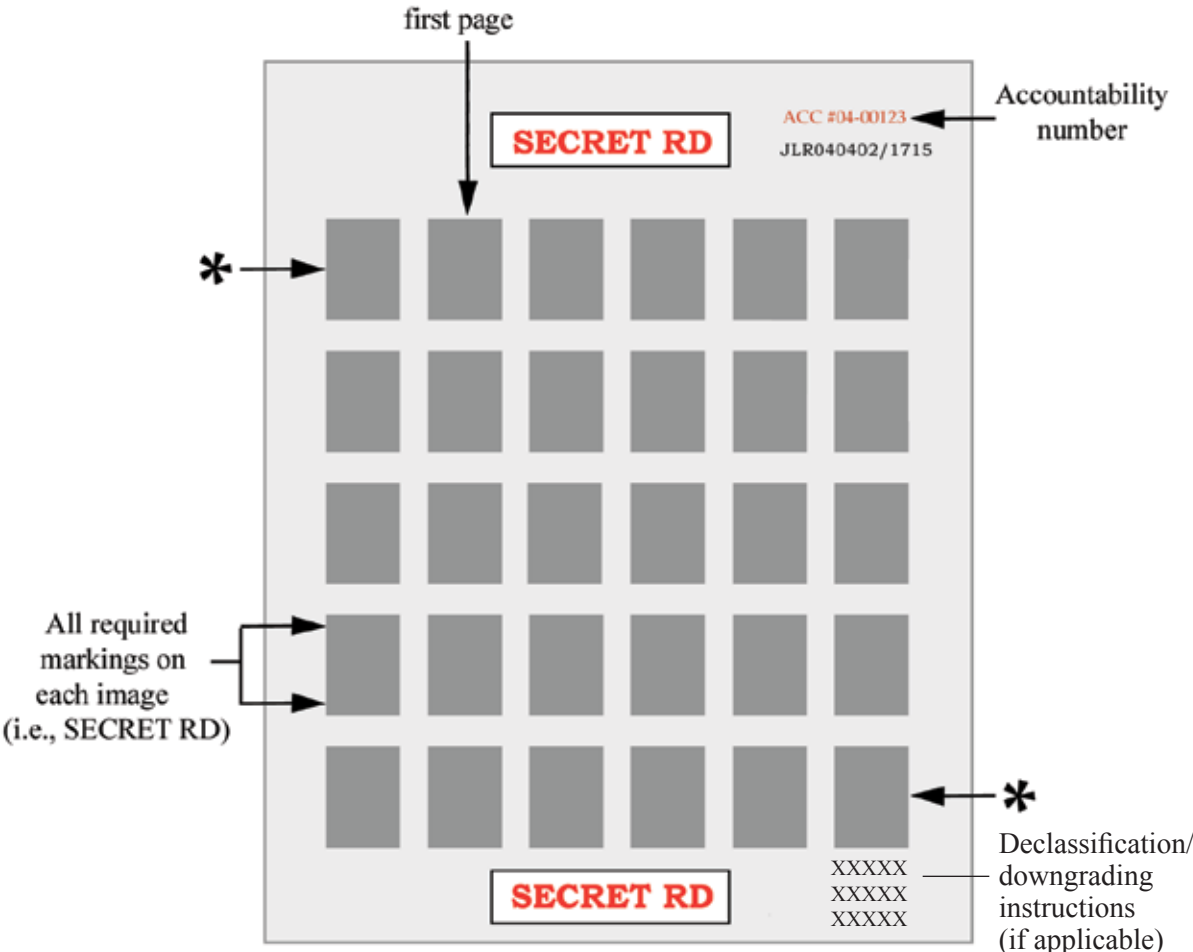 first page
SECRET RD
ACC #04-00123
JLR040402/1715
Accountability
number
*
All required
markings on
each image
(i.e., SECRET RD)
*
SECRET RD
XXXXX
XXXXX
XXXXX
Declassification/
downgrading
instructions
(if applicable)